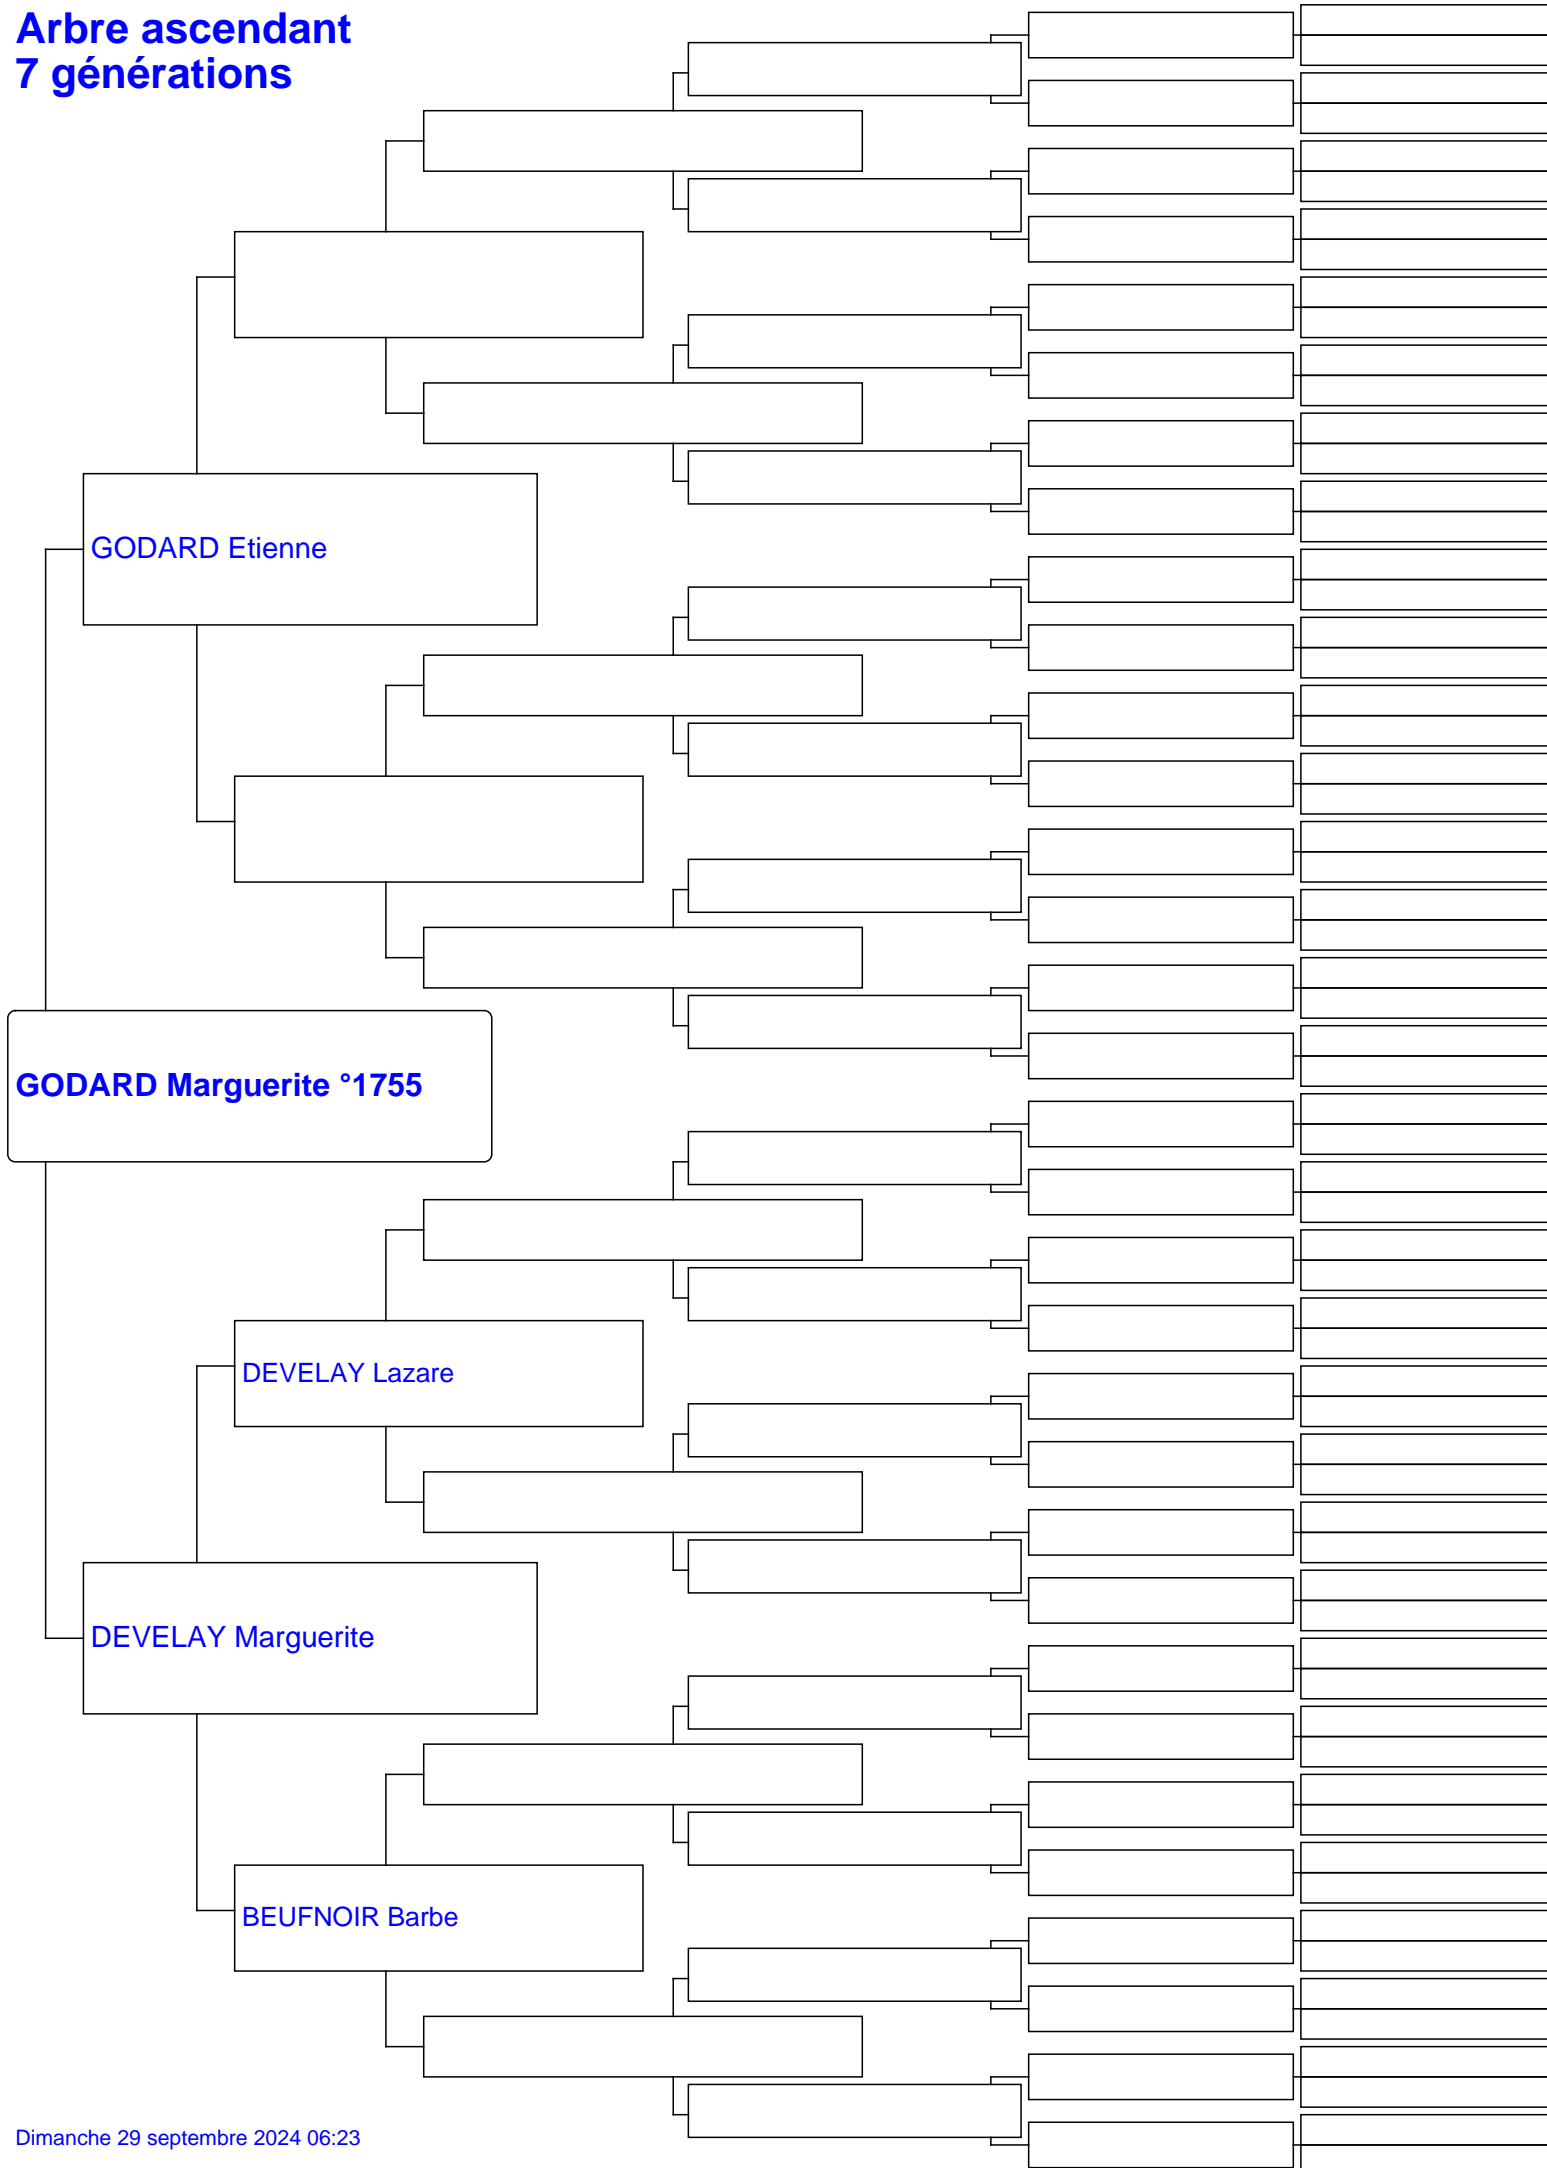 Arbre ascendant
7 générations
GODARD Etienne
GODARD Marguerite °1755
DEVELAY Lazare
DEVELAY Marguerite
BEUFNOIR Barbe
Dimanche 29 septembre 2024 06:23